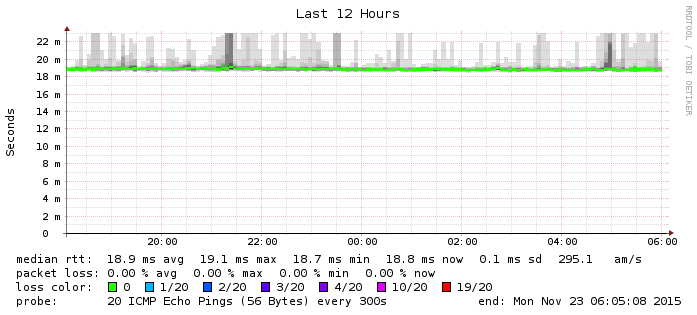 Last 12 Hours
RRDTOOL / TOBI OETIKER
Seconds
22 m
20 m
18 m
16 m
14 m
12 m
10 m
8 m
6 m
4 m
2 m
0
20:00 22:00 00:00 02:00 04:00 06:00
median rtt: 18.9 ms avg 19.1 ms max 18.7 ms min 18.8 ms now 0.1 ms sd 295.1 am/s
packet loss: 0.00 % avg 0.00 % max 0.00 % min 0.00 % now
loss color: 0 1/20 2/20 3/20 4/20 10/20 19/20
probe: 20 ICMP Echo Pings (56 Bytes) every 300s end: Mon Nov 23 06:05:08 2015